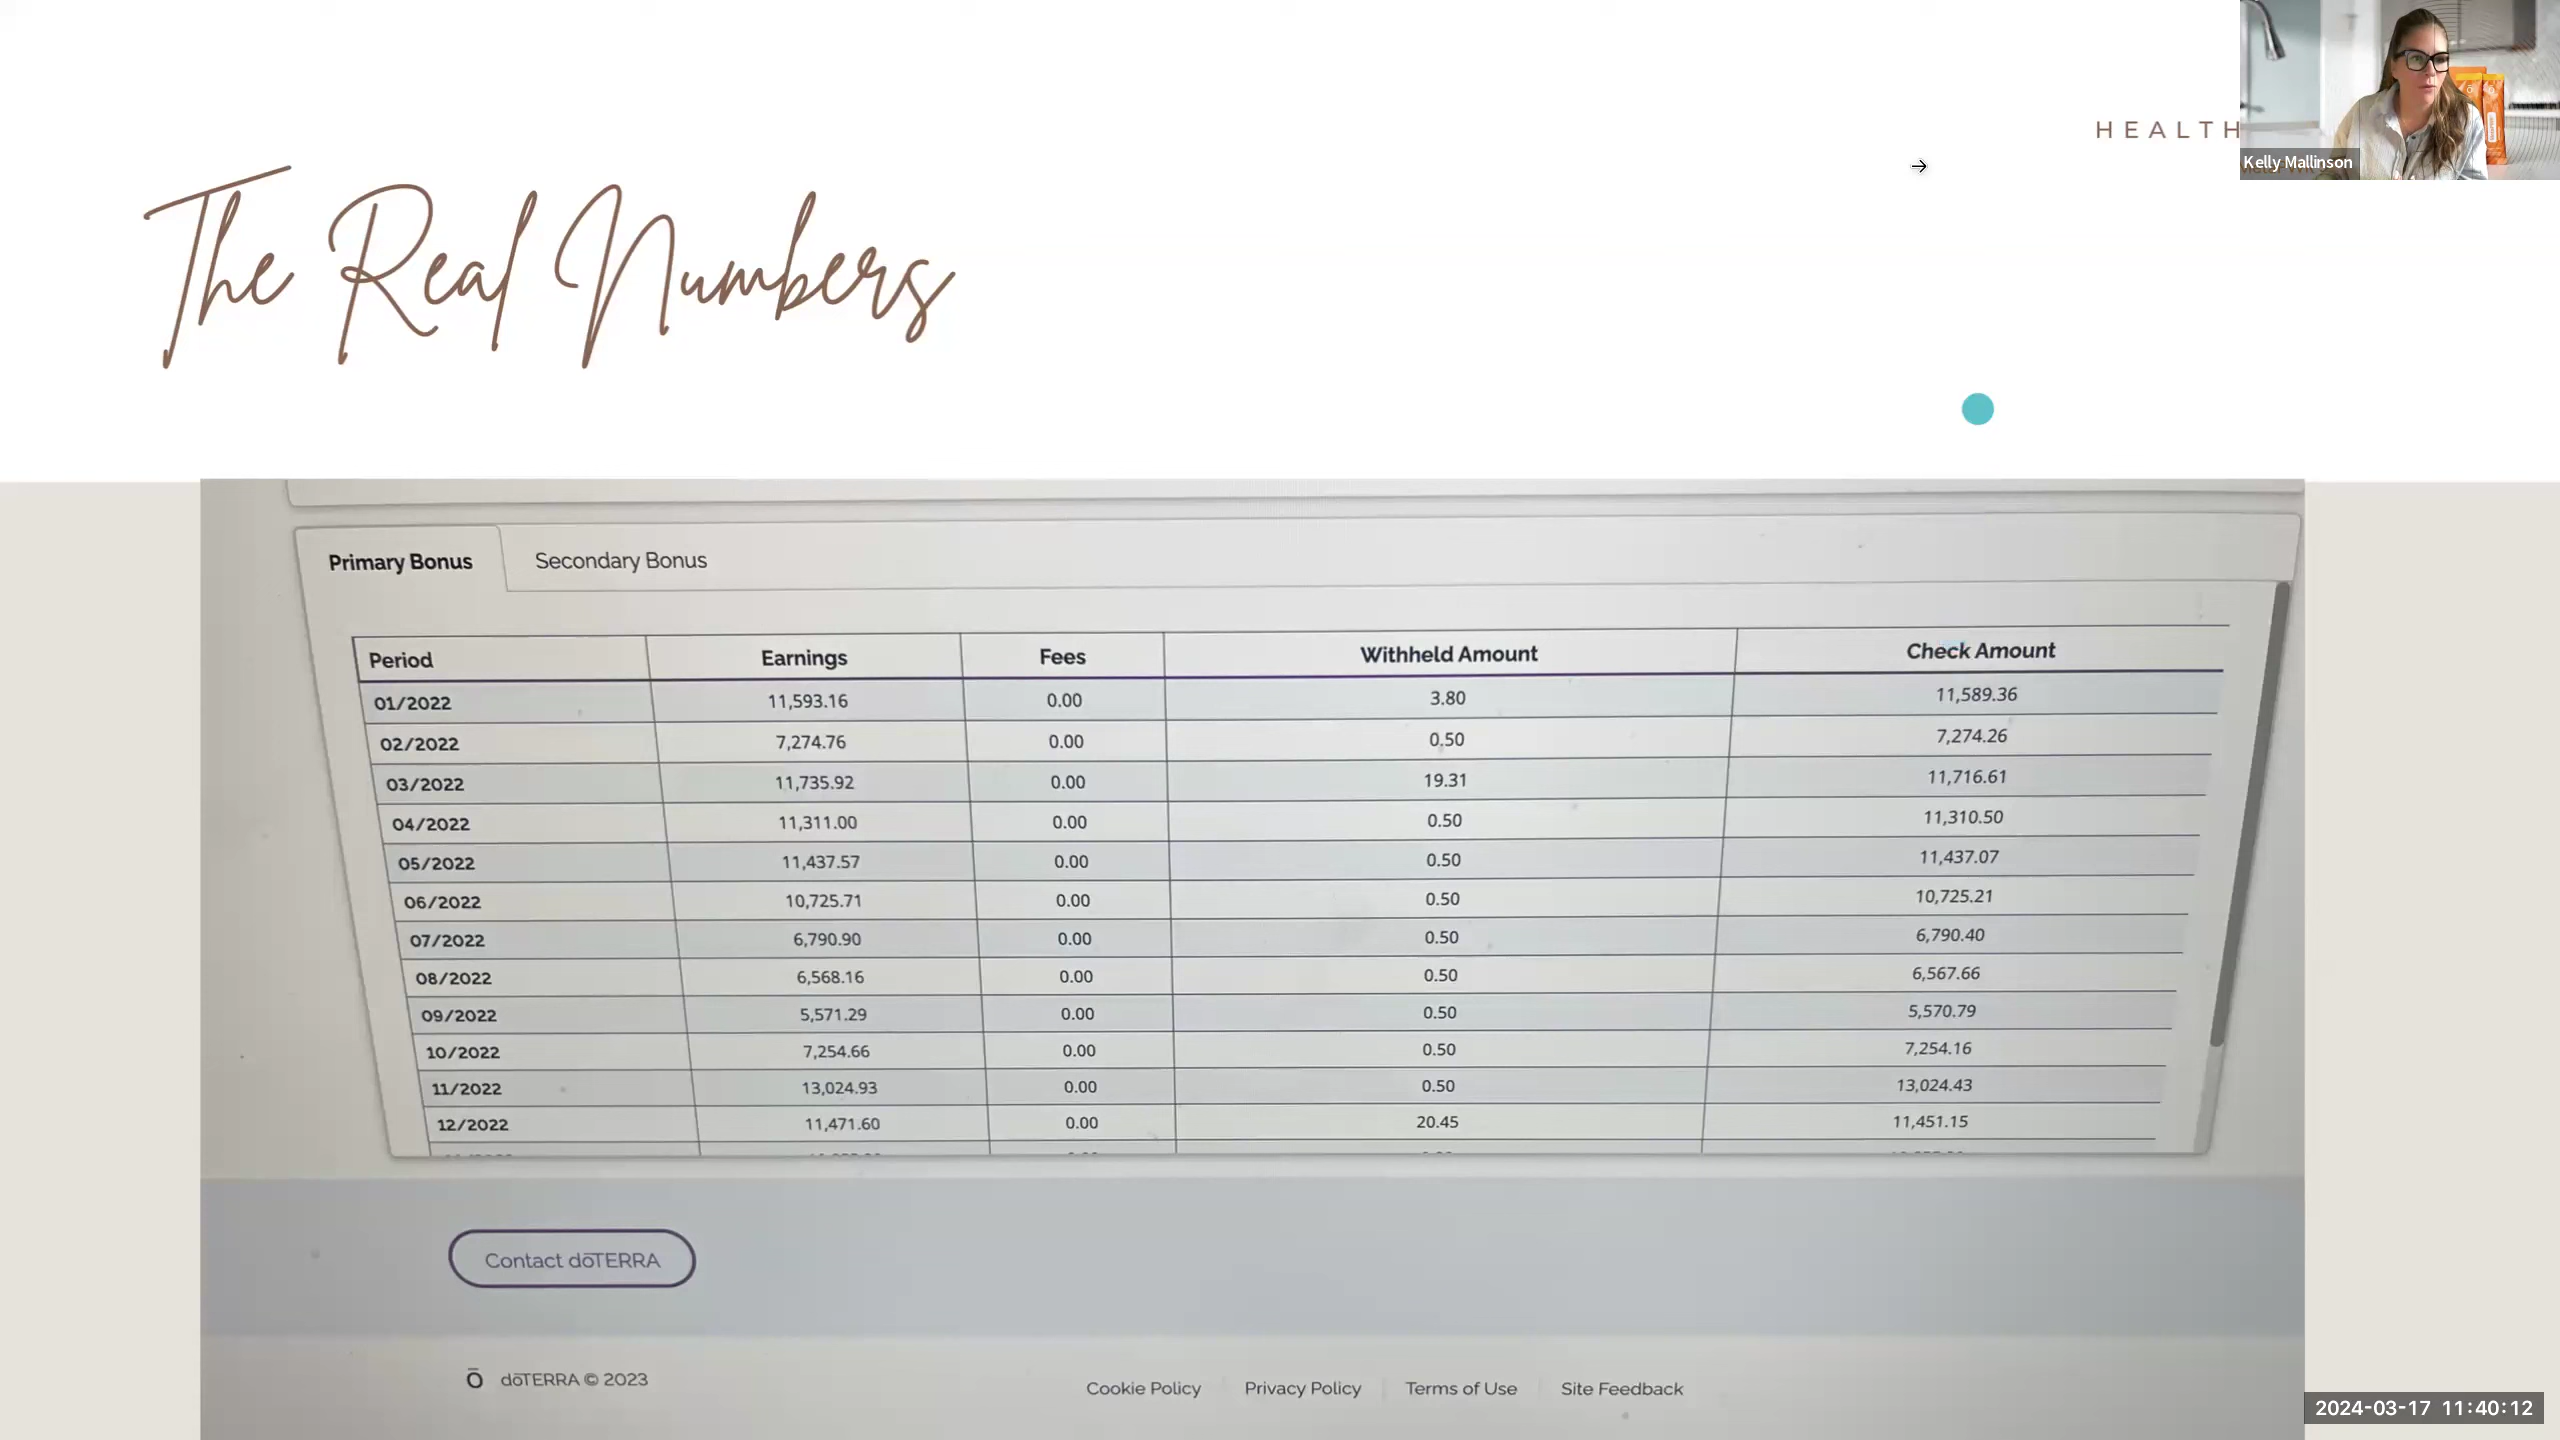 HEALTH
Kelly Mallinson
The Real Numbers
Primary Bonus Secondary Bonus
Period Earnings Fees Withheld Amount Check Amount
01/2022 11,593.16 0.00 3.80 11,589.36
02/2022 7,274.76 0.00 0.50 7,274.26
03/2022 11,735.92 0.00 19.31 11,716.61
04/2022 11,311.00 0.00 0.50 11,310.50
05/2022 11,437.57 0.00 0.50 11,437.07
06/2022 10,725.71 0.00 0.50 10,725.21
07/2022 6,790.90 0.00 0.50 6,790.40
08/2022 6,568.16 0.00 0.50 6,567.66
09/2022 5,571.29 0.00 0.50 5,570.79
10/2022 7,254.66 0.00 0.50 7,254.16
11/2022 13,024.93 0.00 0.50 13,024.43
12/2022 11,471.60 0.00 20.45 11,451.15
Contact dōTERRA
dōTERRA © 2023
Cookie Policy Privacy Policy Terms of Use Site Feedback
2024-03-17 11:40:12